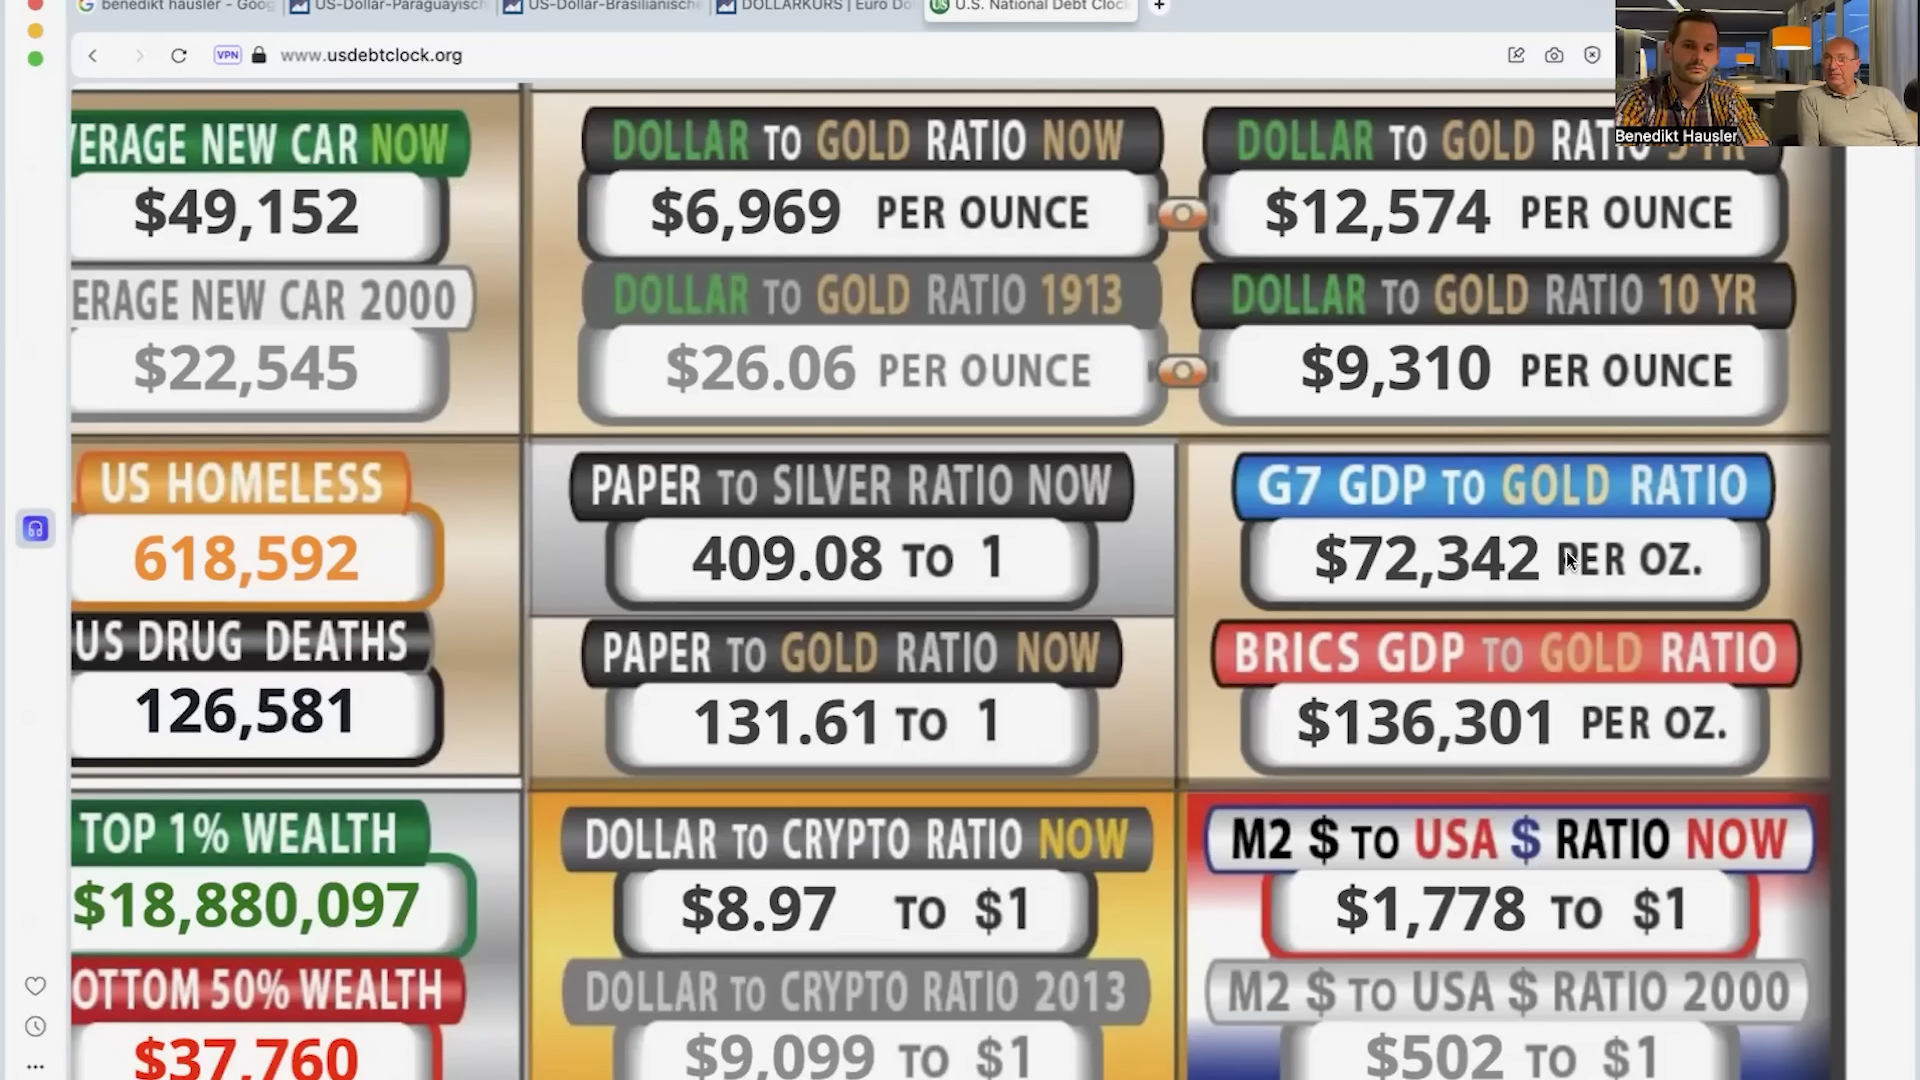 benedikt hausler - Goog
US-Dollar-Paraguayisch
US-Dollar-Brasilianische
DOLLARKURS | Euro Do
U.S. National Debt Clock
VPN
www.usdebtclock.org
Benedikt Hausler
VERAGE NEW CAR NOW
$49,152
ERAGE NEW CAR 2000
$22,545
DOLLAR TO GOLD RATIO NOW
$6,969 PER OUNCE
DOLLAR TO GOLD RATIO 1913
$26.06 PER OUNCE
DOLLAR TO GOLD RATIO 5 YR
$12,574 PER OUNCE
DOLLAR TO GOLD RATIO 10 YR
$9,310 PER OUNCE
US HOMELESS
618,592
US DRUG DEATHS
126,581
PAPER TO SILVER RATIO NOW
409.08 TO 1
PAPER TO GOLD RATIO NOW
131.61 TO 1
G7 GDP TO GOLD RATIO
$72,342 PER OZ.
BRICS GDP TO GOLD RATIO
$136,301 PER OZ.
TOP 1% WEALTH
$18,880,097
OTTOM 50% WEALTH
$37,760
DOLLAR TO CRYPTO RATIO NOW
$8.97 TO $1
DOLLAR TO CRYPTO RATIO 2013
$9,099 TO $1
M2 $ TO USA $ RATIO NOW
$1,778 TO $1
M2 $ TO USA $ RATIO 2000
$502 TO $1